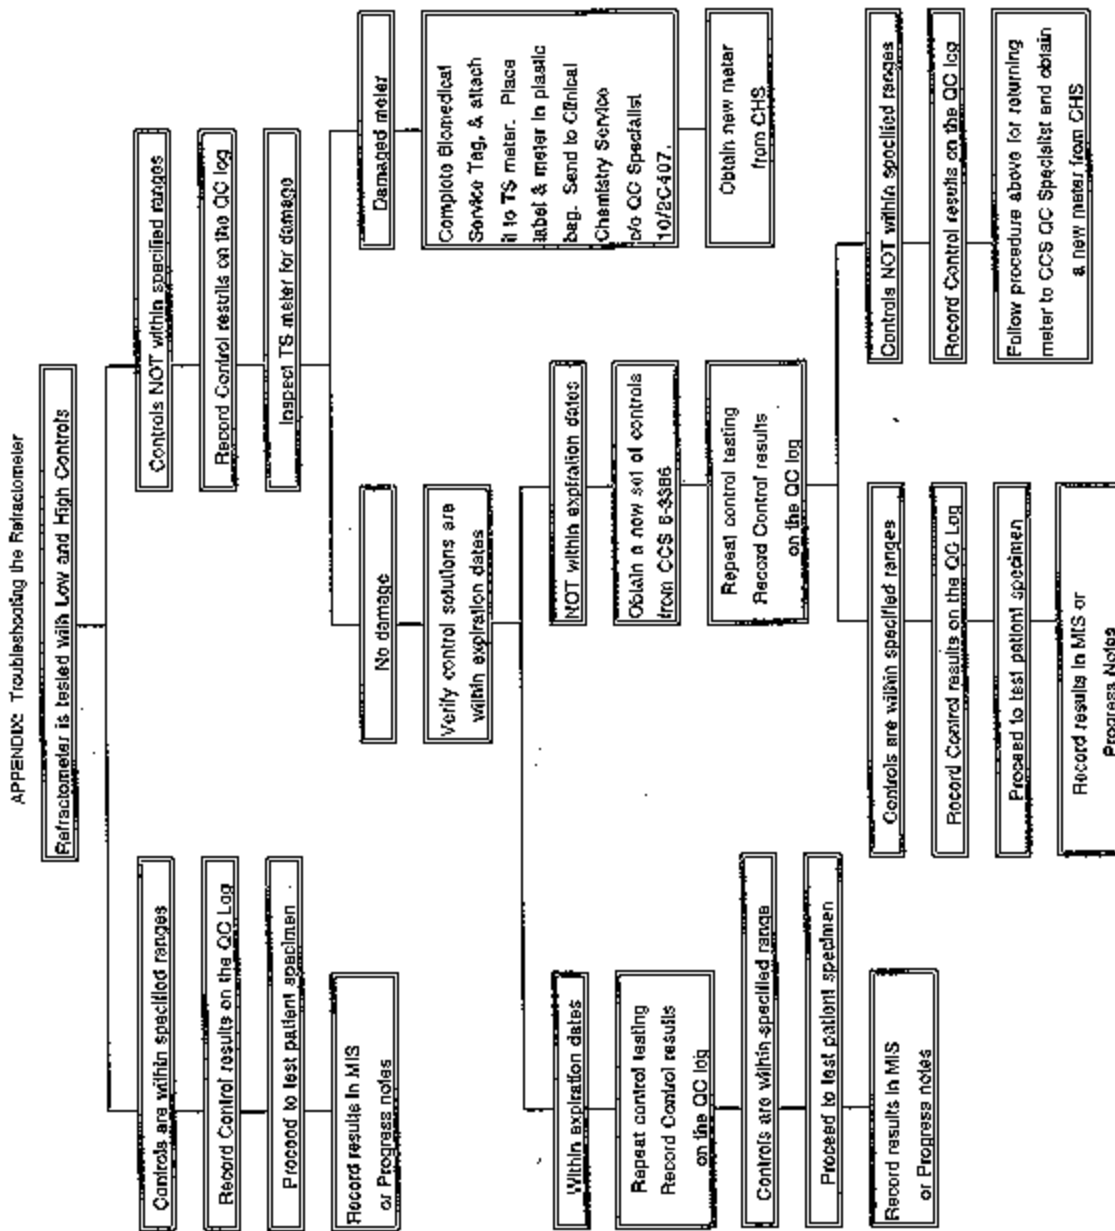 APPENDIX: Troubleshooting the Refractometer
Refractometer is tested with Low and High Controls
Controls are within specified ranges
Record Control results on the QC Log
Proceed to test patient specimen
Record results in MIS
or Progress notes
Controls NOT within specified ranges
Record Control results on the QC log
Inspect TS meter for damage
No damage
Verify control solutions are
within expiration dates
Damaged meter
Complete Biomedical
Service Tag, & attach
it to TS meter. Place
label & meter in plastic
bag. Send to Clinical
Chemistry Service
c/o QC Specialist
10/2C407.
Obtain new meter
from CHS
Within expiration dates
Repeat control testing
Record Control results
on the QC log
Controls are within specified range
Proceed to test patient specimen
Record results in MIS
or Progress notes
NOT within expiration dates
Obtain a new set of controls
from CCS
Repeat control testing
Record Control results
on the QC log
Controls are within specified ranges
Record Control results on the QC Log
Proceed to test patient specimen
Record results in MIS or
Progress Notes
Controls NOT within specified ranges
Record Control results on the QC log
Follow procedure above for returning
meter to CCS QC Specialist and obtain
a new meter from CHS